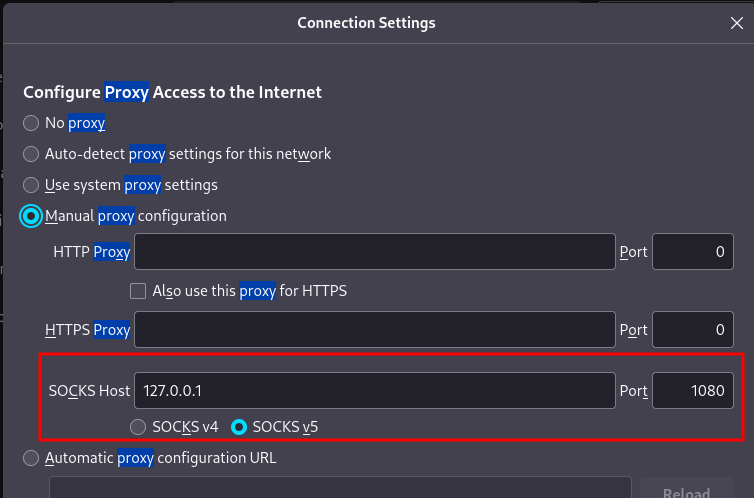 Connection Settings
Configure Proxy Access to the Internet
No proxy
Auto-detect proxy settings for this network
Use system proxy settings
Manual proxy configuration
HTTP Proxy Port 0
Also use this proxy for HTTPS
HTTPS Proxy Port 0
SOCKS Host 127.0.0.1 Port 1080
SOCKS v4 SOCKS v5
Automatic proxy configuration URL
Reload